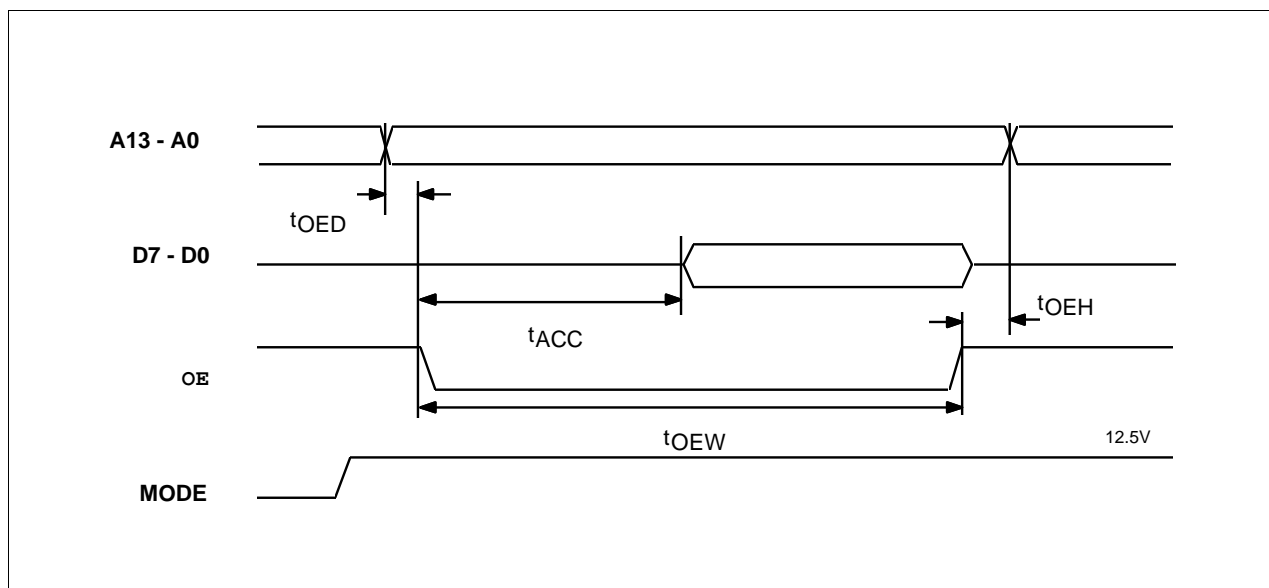 A13 - A0
tOED
D7 - D0
tOEH
tACC
OE
tOEW
12.5V
MODE